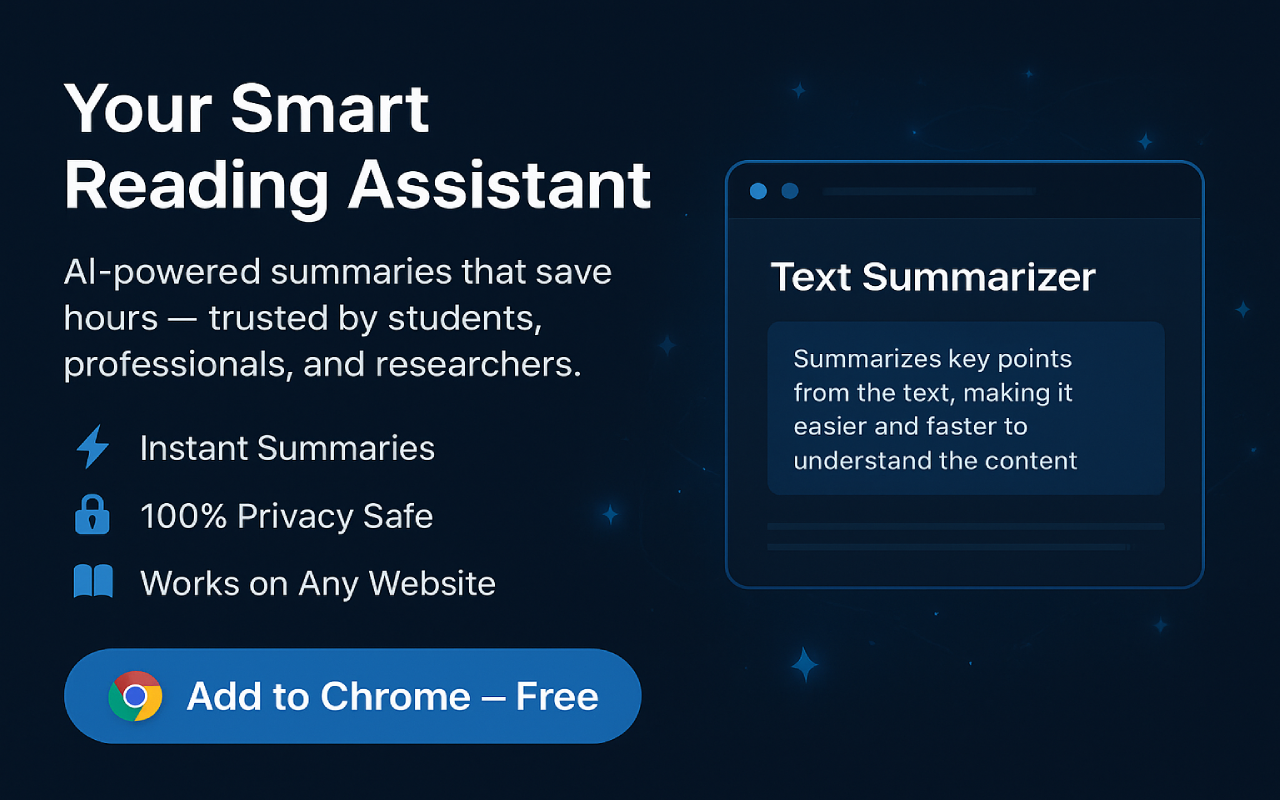 Your Smart
Reading Assistant
AI-powered summaries that save
hours — trusted by students,
professionals, and researchers.
Instant Summaries
100% Privacy Safe
Works on Any Website
Add to Chrome – Free
Text Summarizer
Summarizes key points
from the text, making it
easier and faster to
understand the content